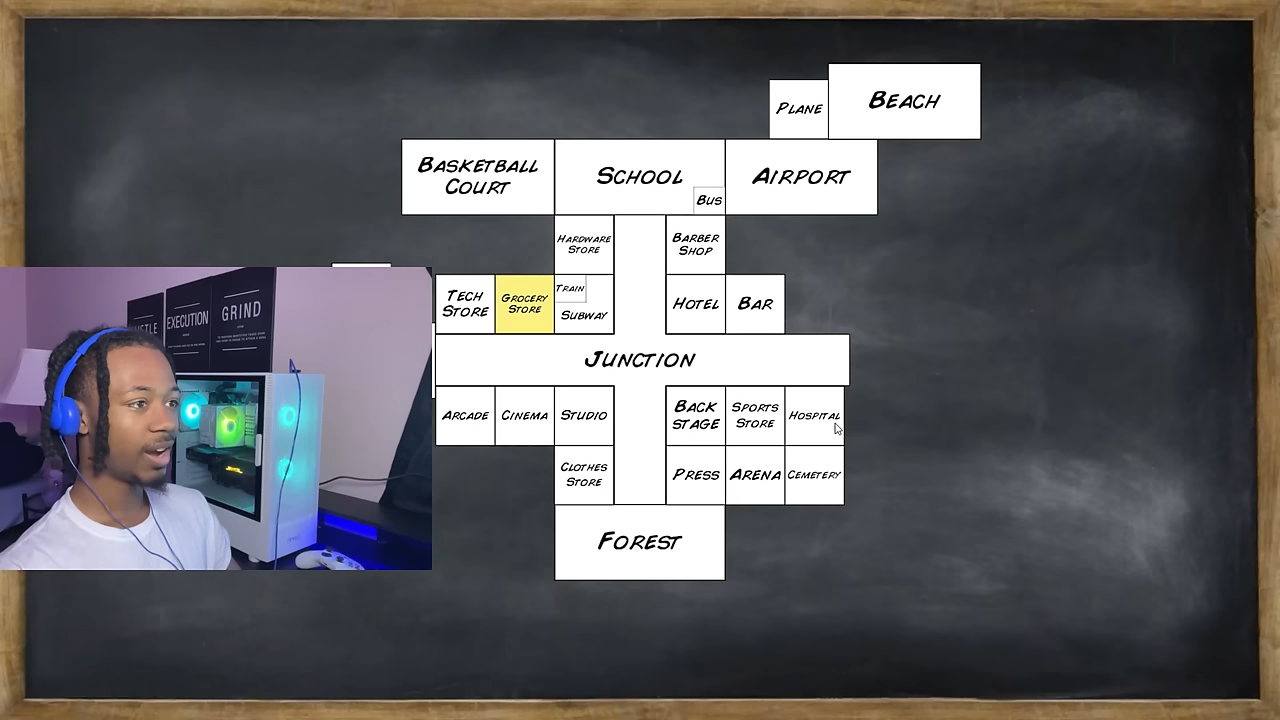 PLANE
BEACH
BASKETBALL
COURT
SCHOOL
BUS
AIRPORT
HARDWARE
STORE
BARBER
SHOP
TECH
STORE
GROCERY
STORE
TRAIN
SUBWAY
HOTEL
BAR
JUNCTION
ARCADE
CINEMA
STUDIO
BACK
STAGE
SPORTS
STORE
HOSPITAL
CLOTHES
STORE
PRESS
ARENA
CEMETERY
FOREST
EXECUTION
GRIND